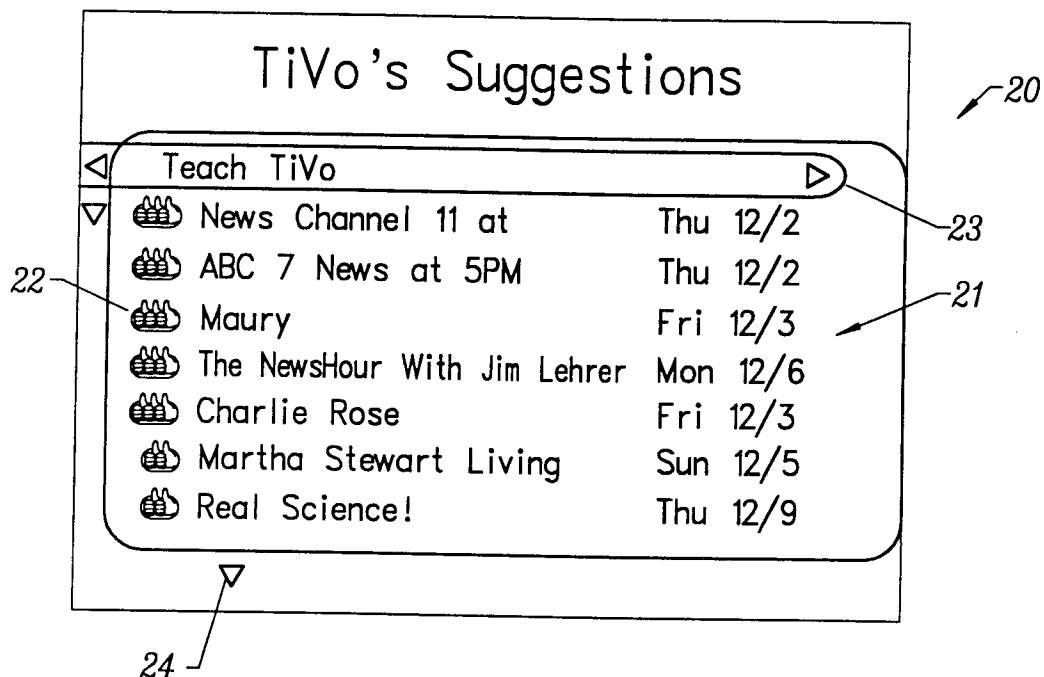 TiVo's Suggestions
20
Teach TiVo
23
News Channel 11 at Thu 12/2
ABC 7 News at 5PM Thu 12/2
22
21
Maury Fri 12/3
The NewsHour With Jim Lehrer Mon 12/6
Charlie Rose Fri 12/3
Martha Stewart Living Sun 12/5
Real Science! Thu 12/9
24